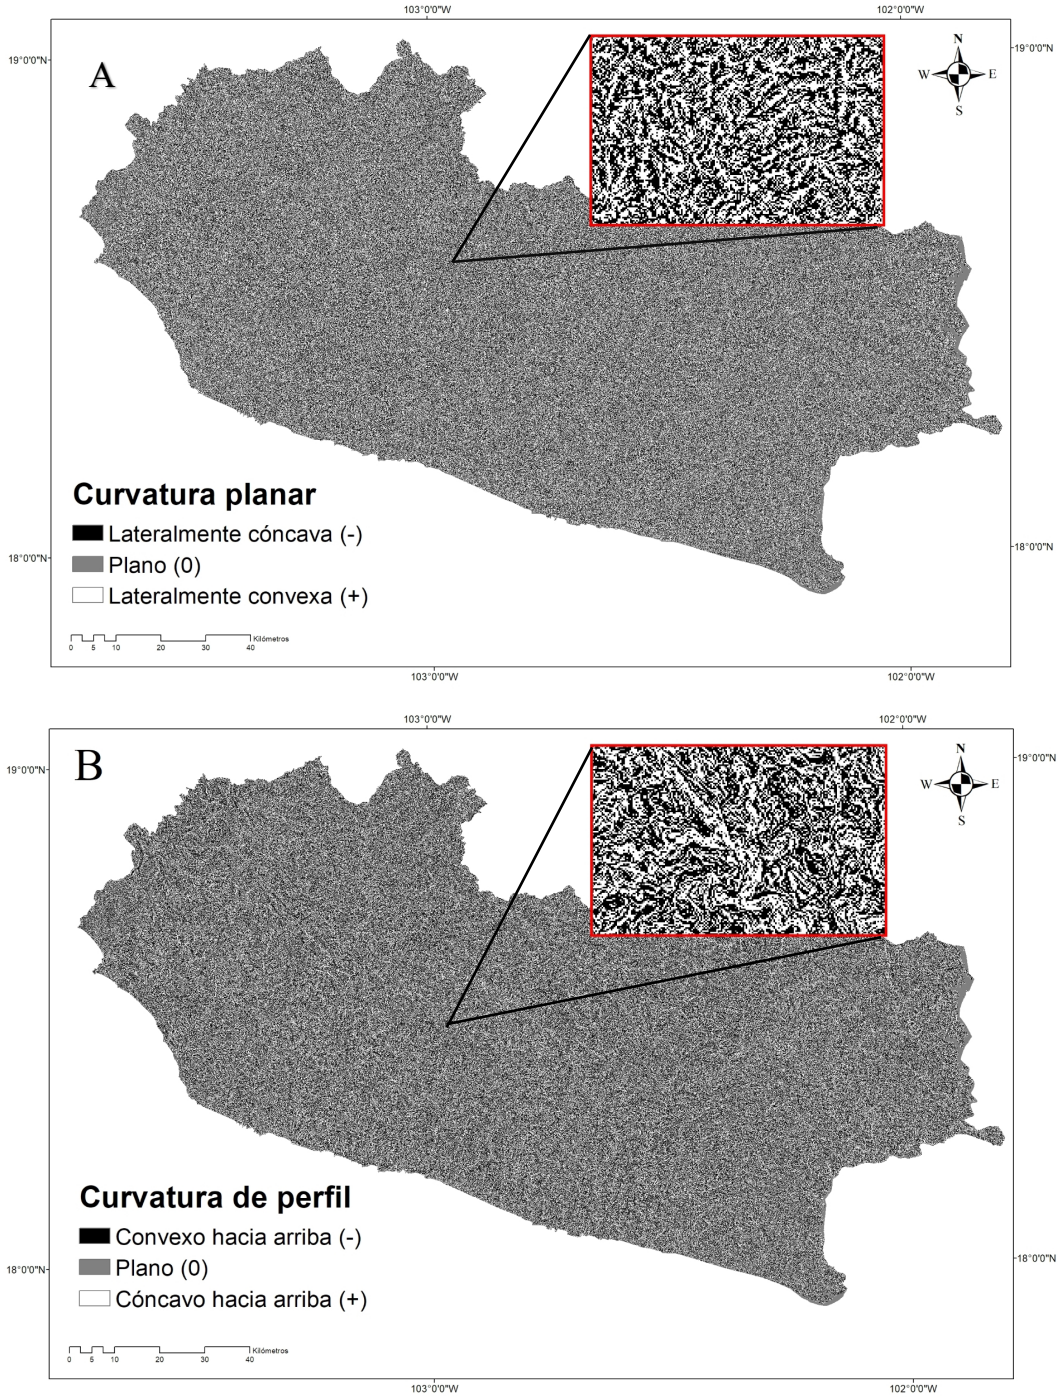 103°0'0"W
102°0'0"W
19°0'0"N
19°0'0"N
A
N
W
E
S
Curvatura planar
Lateralmente cóncava (-)
Plano (0)
Lateralmente convexa (+)
18°0'0"N
18°0'0"N
Kilómetros
0 5 10 20 30 40
103°0'0"W
102°0'0"W
103°0'0"W
102°0'0"W
19°0'0"N
19°0'0"N
B
N
W
E
S
Curvatura de perfil
Convexo hacia arriba (-)
Plano (0)
Cóncavo hacia arriba (+)
18°0'0"N
18°0'0"N
Kilómetros
0 5 10 20 30 40
103°0'0"W
102°0'0"W